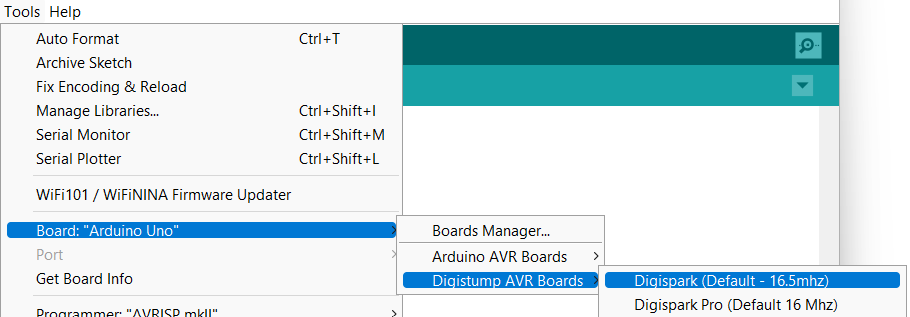 Tools Help
Auto Format Ctrl+T
Archive Sketch
Fix Encoding & Reload
Manage Libraries... Ctrl+Shift+I
Serial Monitor Ctrl+Shift+M
Serial Plotter Ctrl+Shift+L
WiFi101 / WiFiNINA Firmware Updater
Board: "Arduino Uno"
Boards Manager...
Port
Arduino AVR Boards
Get Board Info
Digistump AVR Boards
Digispark (Default - 16.5mhz)
Digispark Pro (Default 16 Mhz)
Programmer: "AVRISP mkII"